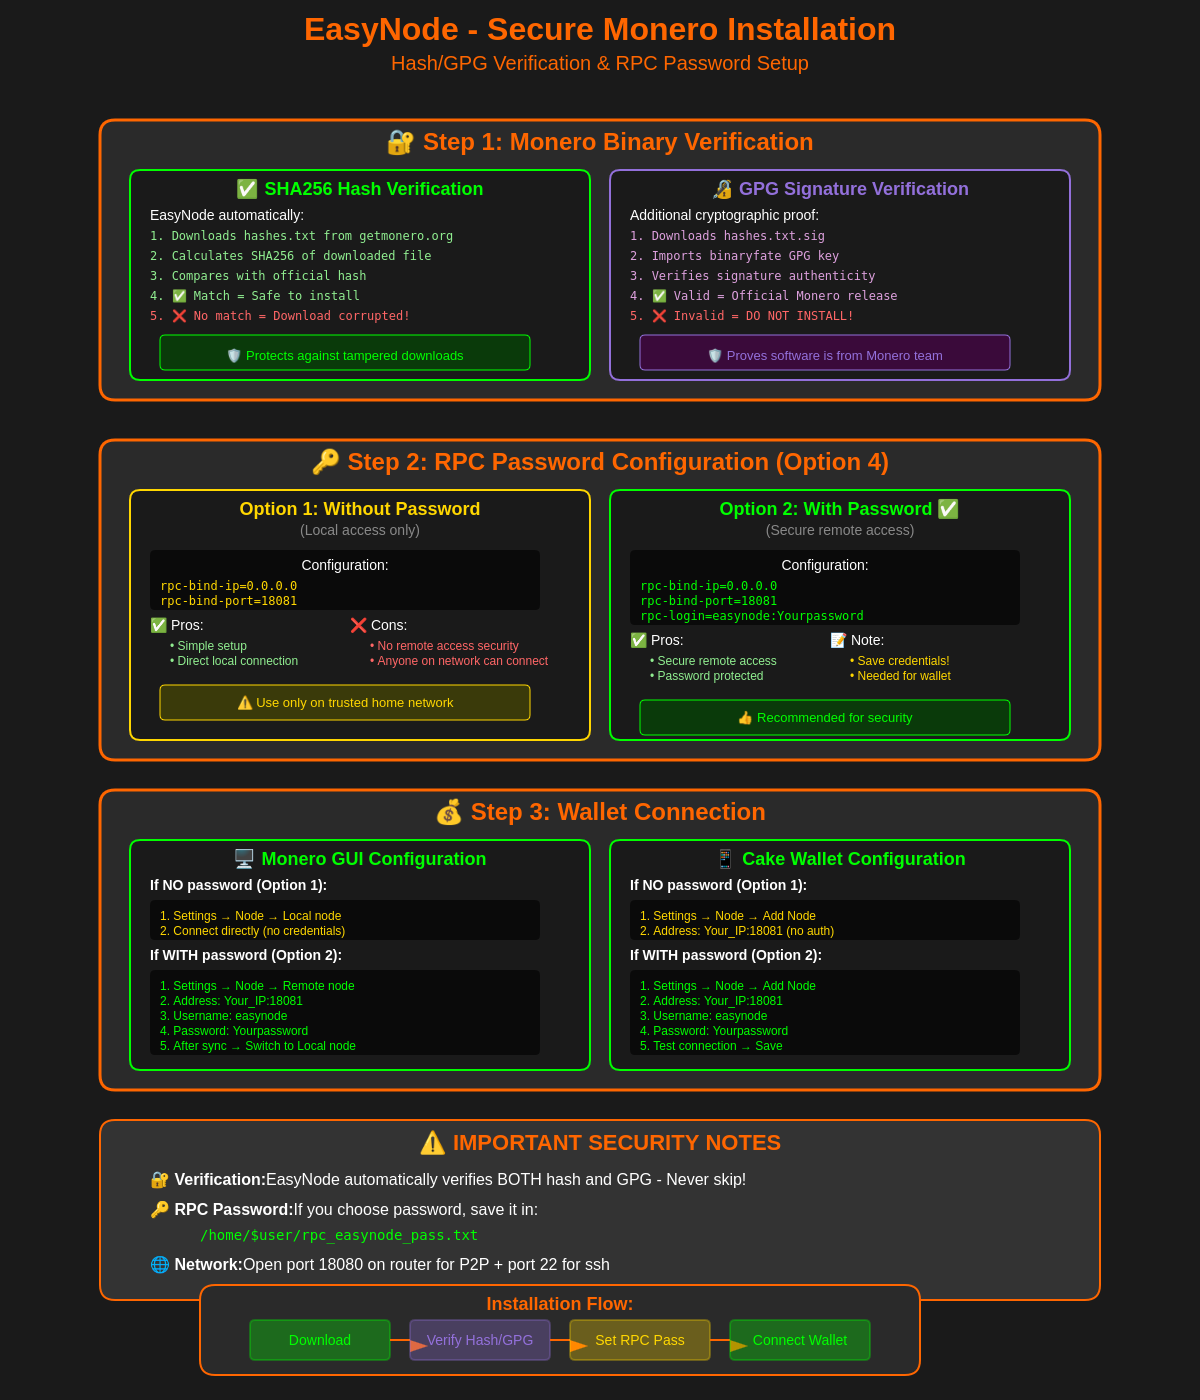 EasyNode - Secure Monero Installation
Hash/GPG Verification & RPC Password Setup
🔐 Step 1: Monero Binary Verification
✅ SHA256 Hash Verification
EasyNode automatically:
1. Downloads hashes.txt from getmonero.org
2. Calculates SHA256 of downloaded file
3. Compares with official hash
4. ✅ Match = Safe to install
5. ❌ No match = Download corrupted!
🛡️ Protects against tampered downloads
🔏 GPG Signature Verification
Additional cryptographic proof:
1. Downloads hashes.txt.sig
2. Imports binaryfate GPG key
3. Verifies signature authenticity
4. ✅ Valid = Official Monero release
5. ❌ Invalid = DO NOT INSTALL!
🛡️ Proves software is from Monero team
🔑 Step 2: RPC Password Configuration (Option 4)
Option 1: Without Password
(Local access only)
Configuration:
rpc-bind-ip=0.0.0.0
rpc-bind-port=18081
✅ Pros:
• Simple setup
• Direct local connection
❌ Cons:
• No remote access security
• Anyone on network can connect
⚠️ Use only on trusted home network
Option 2: With Password ✅
(Secure remote access)
Configuration:
rpc-bind-ip=0.0.0.0
rpc-bind-port=18081
rpc-login=easynode:Yourpassword
✅ Pros:
• Secure remote access
• Password protected
📝 Note:
• Save credentials!
• Needed for wallet
👍 Recommended for security
💰 Step 3: Wallet Connection
🖥️ Monero GUI Configuration
If NO password (Option 1):
1. Settings → Node → Local node
2. Connect directly (no credentials)
If WITH password (Option 2):
1. Settings → Node → Remote node
2. Address: Your_IP:18081
3. Username: easynode
4. Password: Yourpassword
5. After sync → Switch to Local node
📱 Cake Wallet Configuration
If NO password (Option 1):
1. Settings → Node → Add Node
2. Address: Your_IP:18081 (no auth)
If WITH password (Option 2):
1. Settings → Node → Add Node
2. Address: Your_IP:18081
3. Username: easynode
4. Password: Yourpassword
5. Test connection → Save
⚠️ IMPORTANT SECURITY NOTES
🔐 Verification:EasyNode automatically verifies BOTH hash and GPG - Never skip!
🔑 RPC Password:If you choose password, save it in:
/home/$user/rpc_easynode_pass.txt
🌐 Network:Open port 18080 on router for P2P + port 22 for ssh
Installation Flow:
Download
Verify Hash/GPG
Set RPC Pass
Connect Wallet